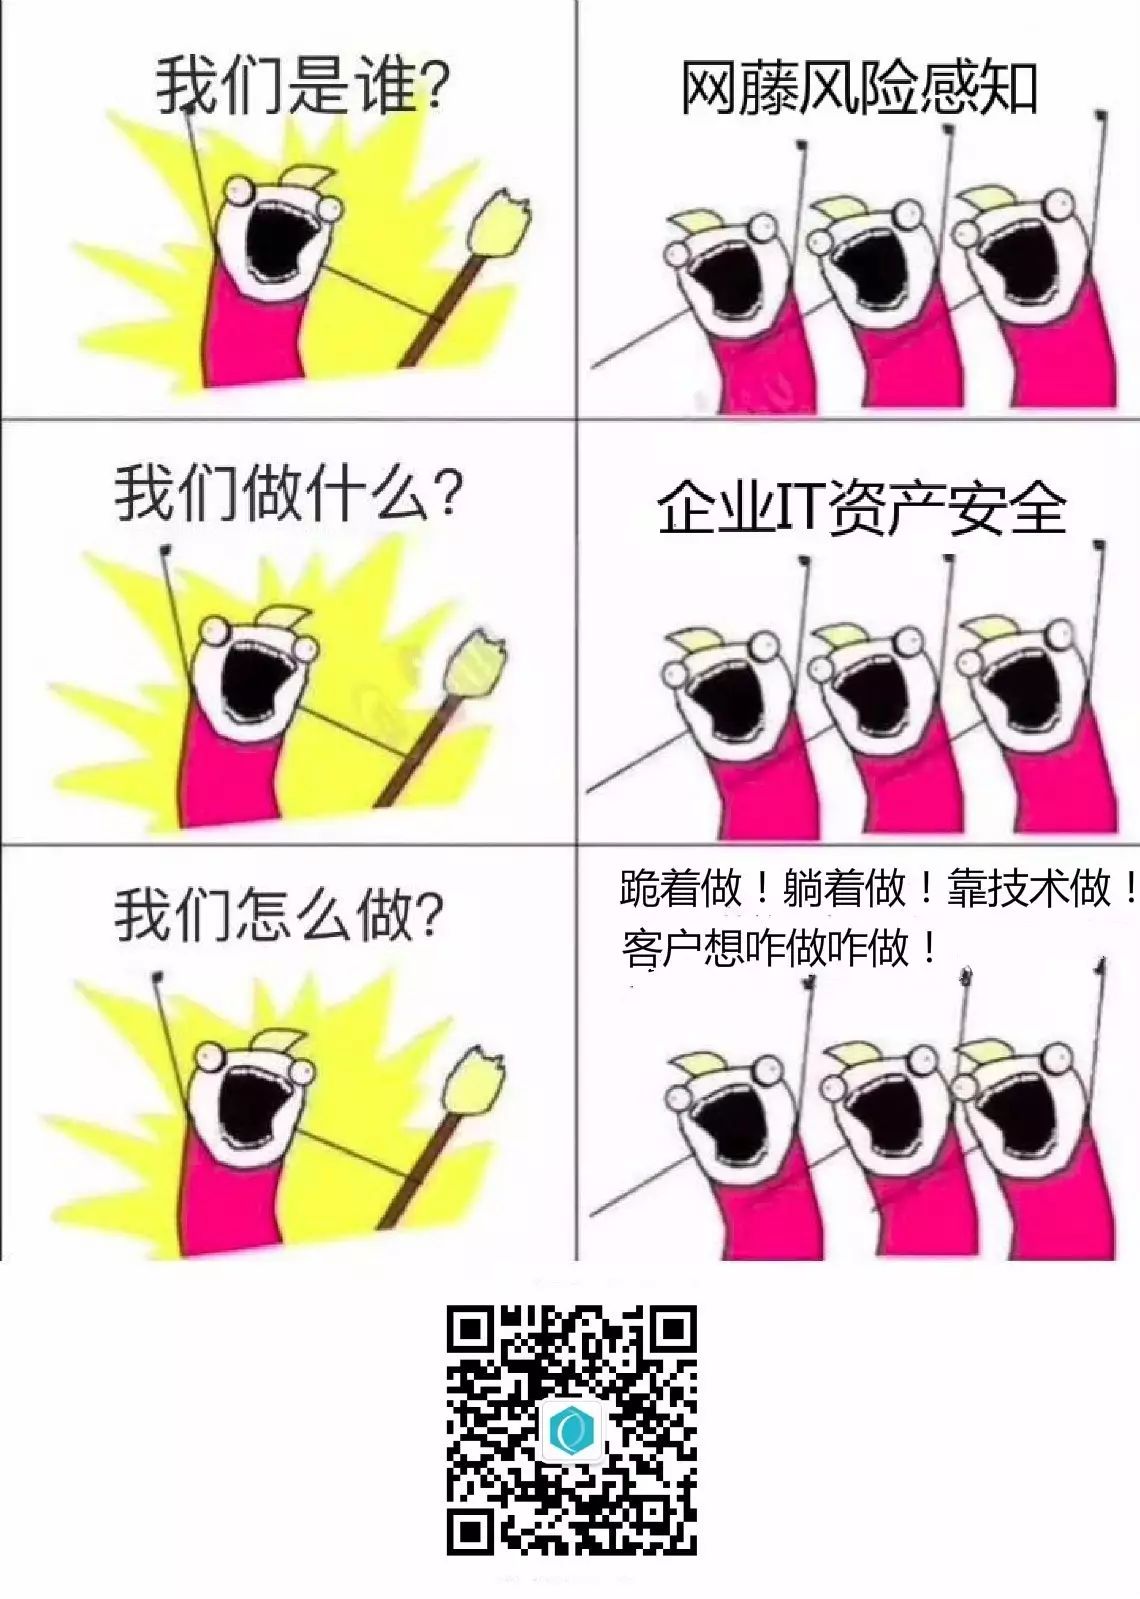 我们是谁？
网藤风险感知
我们做什么？
企业IT资产安全
我们怎么做？
跪着做！躺着做！靠技术做！
客户想咋做咋做！